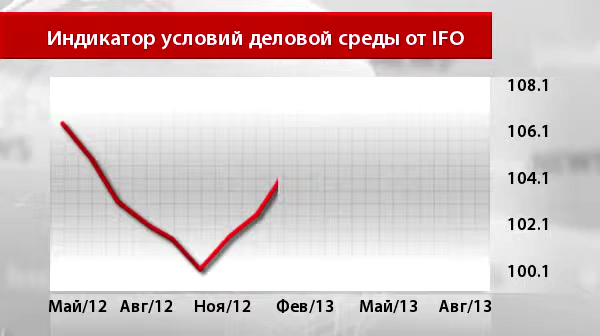 Индикатор условий деловой среды от IFO
108.1
106.1
104.1
102.1
100.1
Май/12 Авг/12 Ноя/12 Фев/13 Май/13 Авг/13